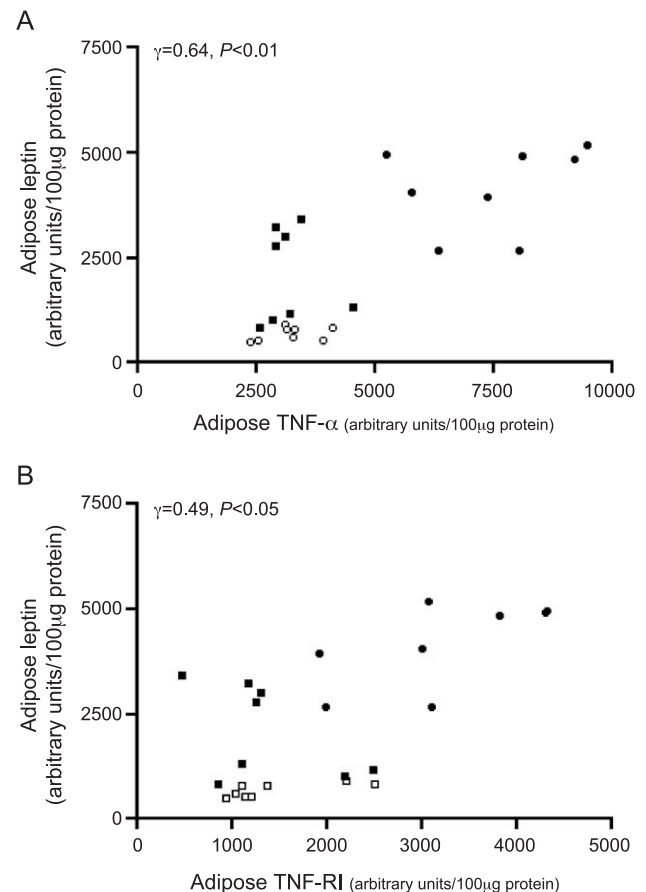 A
γ=0.64, P<0.01
7500
5000
2500
0
Adipose leptin
(arbitrary units/100µg protein)
0 2500 5000 7500 10000
Adipose TNF-α (arbitrary units/100µg protein)
B
γ=0.49, P<0.05
7500
5000
2500
0
Adipose leptin
(arbitrary units/100µg protein)
0 1000 2000 3000 4000 5000
Adipose TNF-RI (arbitrary units/100µg protein)